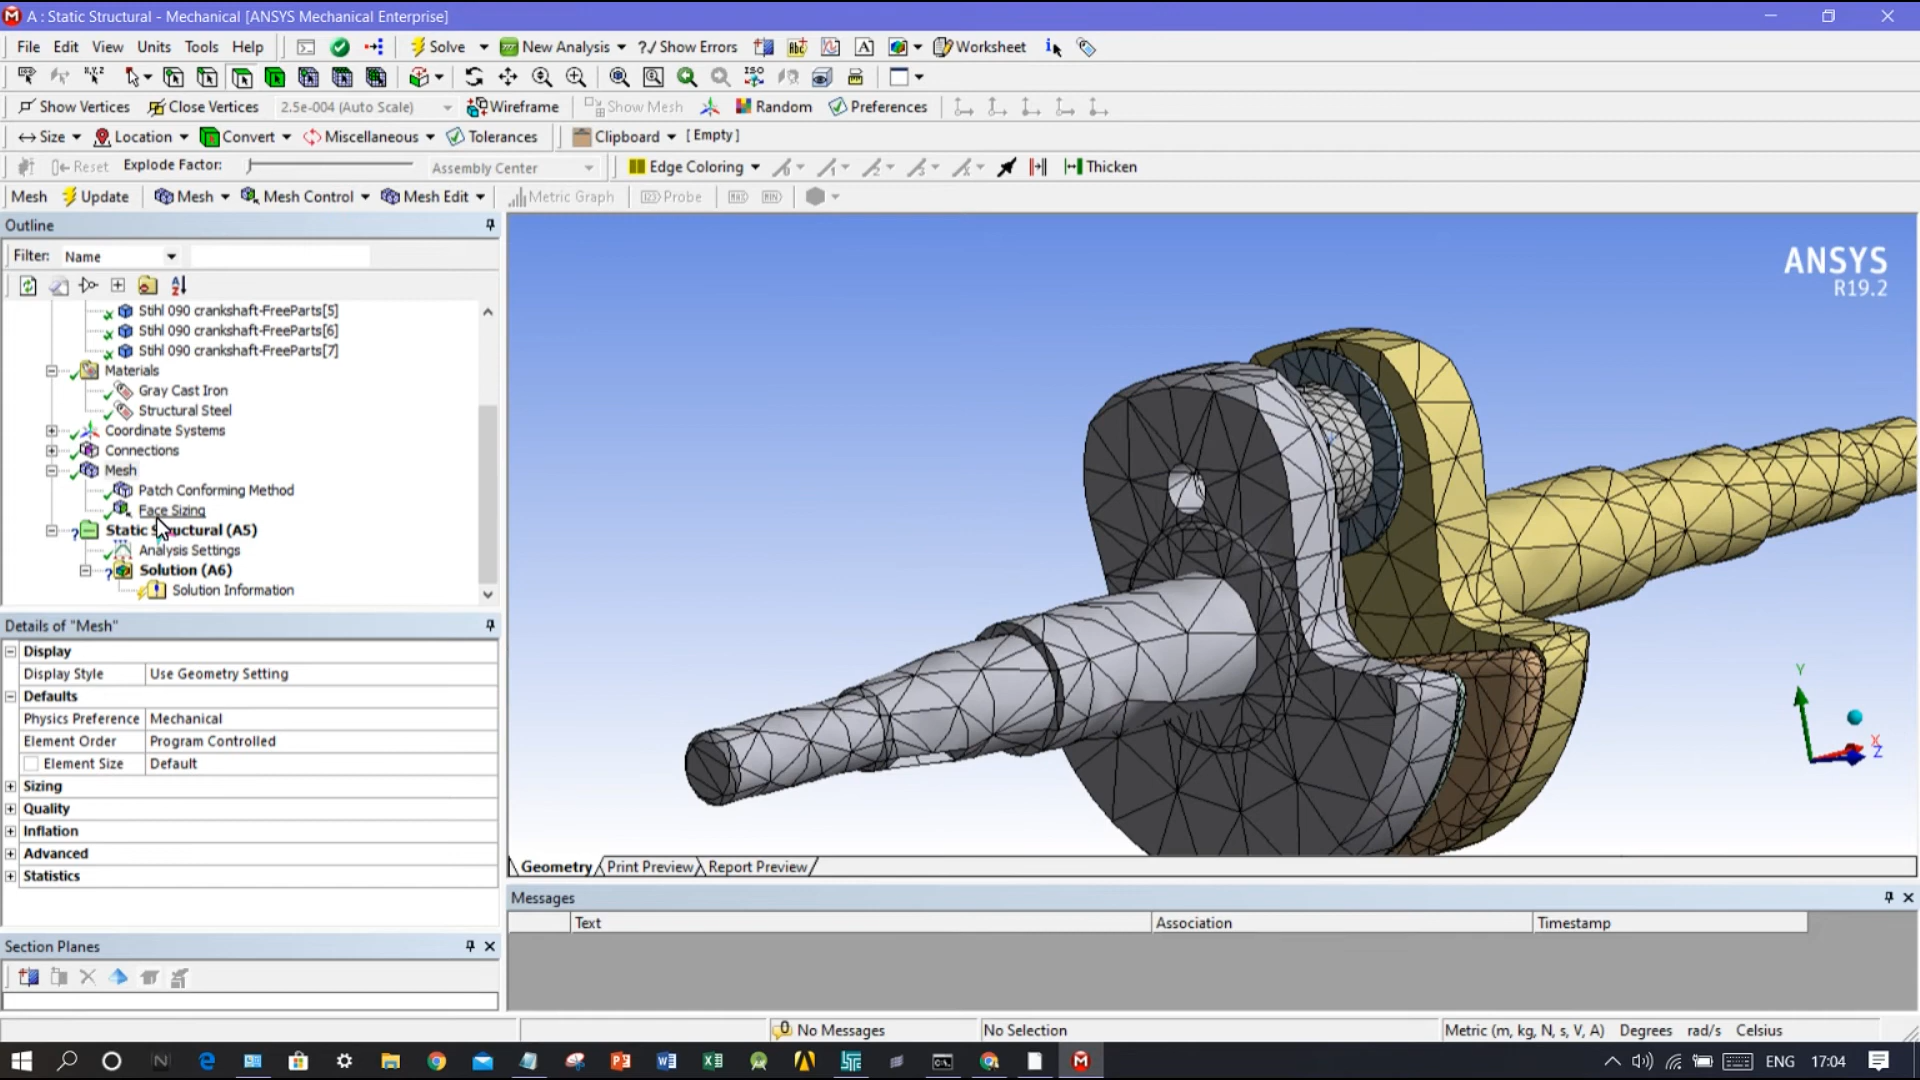 A : Static Structural - Mechanical [ANSYS Mechanical Enterprise]
File Edit View Units Tools Help Solve New Analysis ?/ Show Errors Worksheet
Show Vertices Close Vertices 2.5e-004 (Auto Scale) Wireframe Show Mesh Random Preferences
Size Location Convert Miscellaneous Tolerances Clipboard [ Empty ]
Reset Explode Factor: Assembly Center Edge Coloring Thicken
Mesh Update Mesh Mesh Control Mesh Edit Metric Graph Probe
Outline
Filter: Name
Stihl 090 crankshaft-FreeParts[5]
Stihl 090 crankshaft-FreeParts[6]
Stihl 090 crankshaft-FreeParts[7]
Materials
Gray Cast Iron
Structural Steel
Coordinate Systems
Connections
Mesh
Patch Conforming Method
Face Sizing
Static Structural (A5)
Analysis Settings
Solution (A6)
Solution Information
Details of "Mesh"
Display
Display Style Use Geometry Setting
Defaults
Physics Preference Mechanical
Element Order Program Controlled
Element Size Default
Sizing
Quality
Inflation
Advanced
Statistics
Section Planes
ANSYS
R19.2
Y
X
Z
Geometry Print Preview Report Preview
Messages
Text Association Timestamp
0 No Messages No Selection Metric (m, kg, N, s, V, A) Degrees rad/s Celsius
ENG 17:04